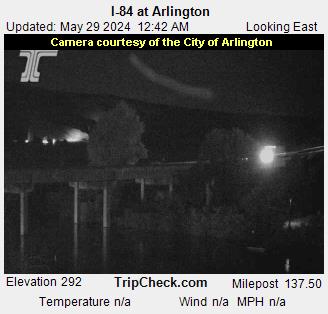 I-84 at Arlington
Updated: May 29 2024 12:42 AM Looking East
Camera courtesy of the City of Arlington
Elevation 292 TripCheck.com Milepost 137.50
Temperature n/a Wind n/a MPH n/a